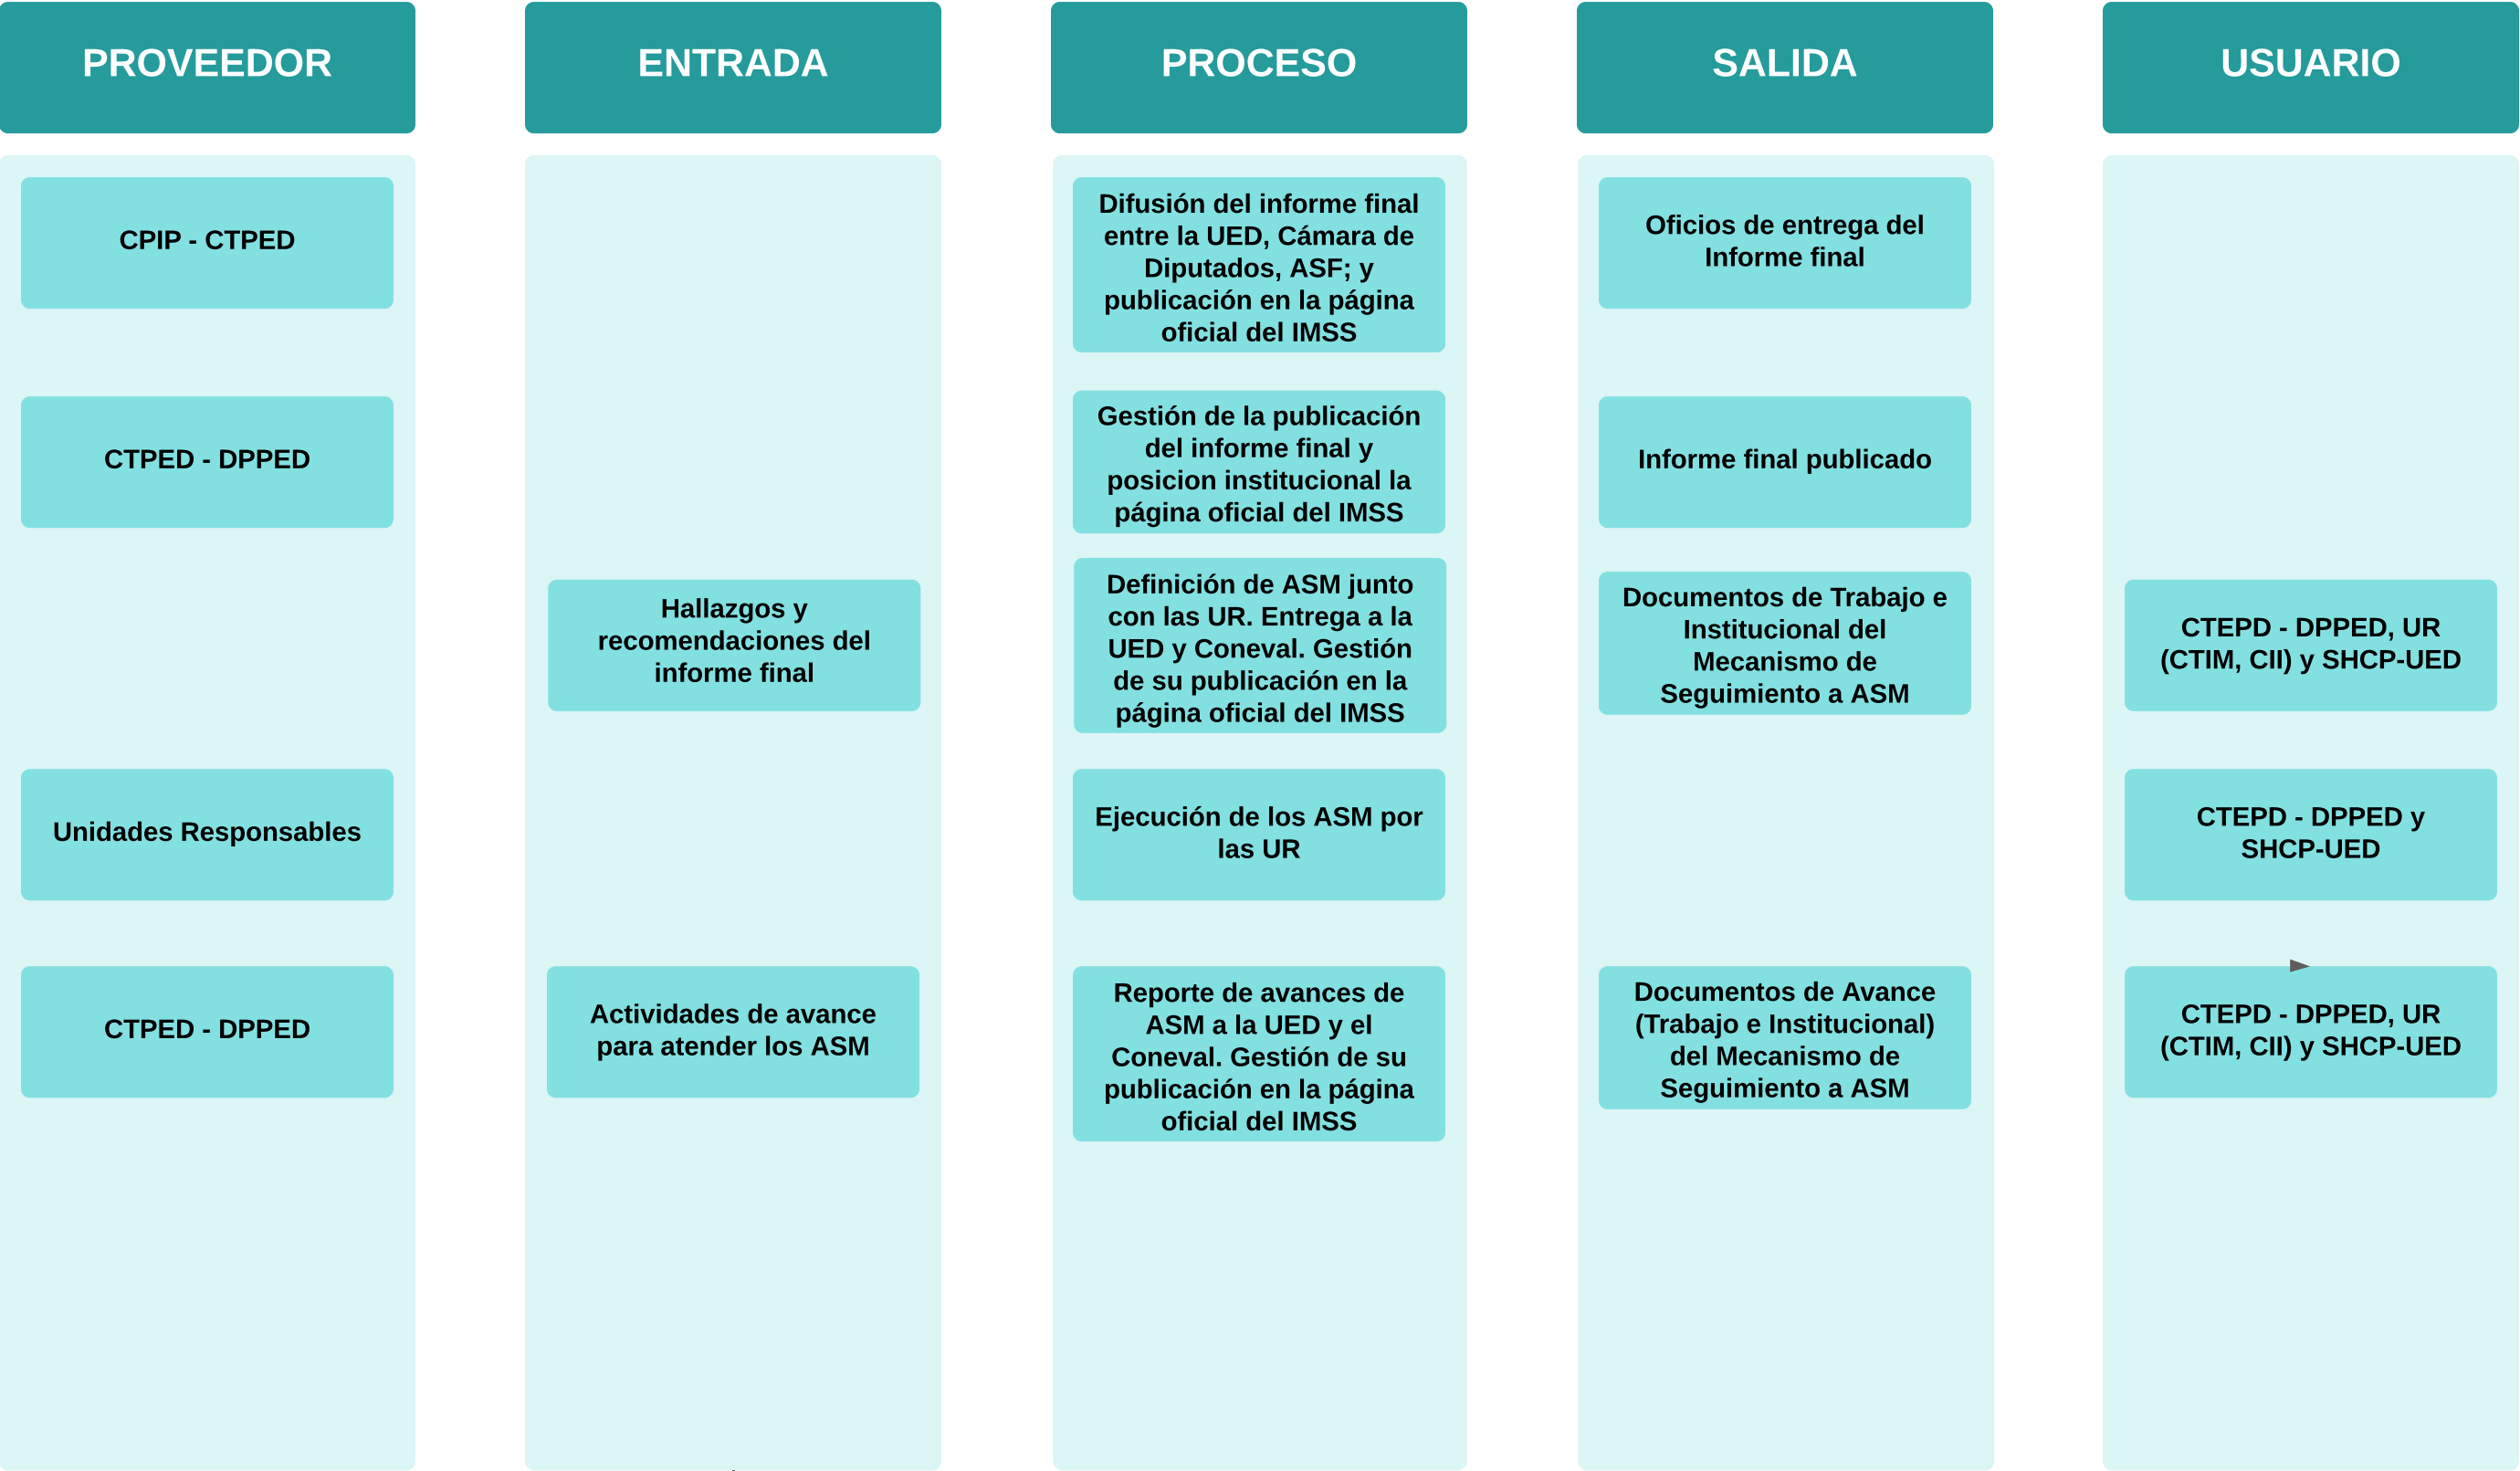 PROVEEDOR
ENTRADA
PROCESO
SALIDA
USUARIO
CPIP - CTPED
CTPED - DPPED
Unidades Responsables
CTPED - DPPED
Hallazgos y
recomendaciones del
informe final
Actividades de avance
para atender los ASM
Difusión del informe final
entre la UED, Cámara de
Diputados, ASF; y
publicación en la página
oficial del IMSS
Gestión de la publicación
del informe final y
posicion institucional la
página oficial del IMSS
Definición de ASM junto
con las UR. Entrega a la
UED y Coneval. Gestión
de su publicación en la
página oficial del IMSS
Ejecución de los ASM por
las UR
Reporte de avances de
ASM a la UED y el
Coneval. Gestión de su
publicación en la página
oficial del IMSS
Oficios de entrega del
Informe final
Informe final publicado
Documentos de Trabajo e
Institucional del
Mecanismo de
Seguimiento a ASM
Documentos de Avance
(Trabajo e Institucional)
del Mecanismo de
Seguimiento a ASM
CTEPD - DPPED, UR
(CTIM, CII) y SHCP-UED
CTEPD - DPPED y
SHCP-UED
CTEPD - DPPED, UR
(CTIM, CII) y SHCP-UED